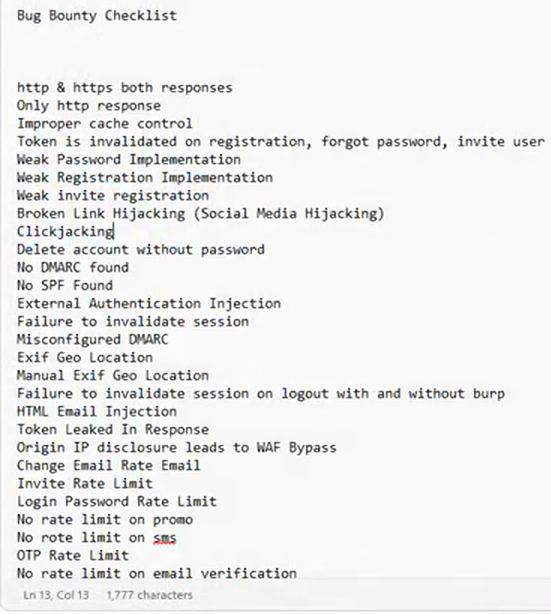 Bug Bounty Checklist
http & https both responses
Only http response
Improper cache control
Token is invalidated on registration, forgot password, invite user
Weak Password Implementation
Weak Registration Implementation
Weak invite registration
Broken Link Hijacking (Social Media Hijacking)
Clickjacking
Delete account without password
No DMARC found
No SPF Found
External Authentication Injection
Failure to invalidate session
Misconfigured DMARC
Exif Geo Location
Manual Exif Geo Location
Failure to invalidate session on logout with and without burp
HTML Email Injection
Token Leaked In Response
Origin IP disclosure leads to WAF Bypass
Change Email Rate Email
Invite Rate Limit
Login Password Rate Limit
No rate limit on promo
No rote limit on sms
OTP Rate Limit
No rate limit on email verification
Ln 13, Col 13 1,777 characters